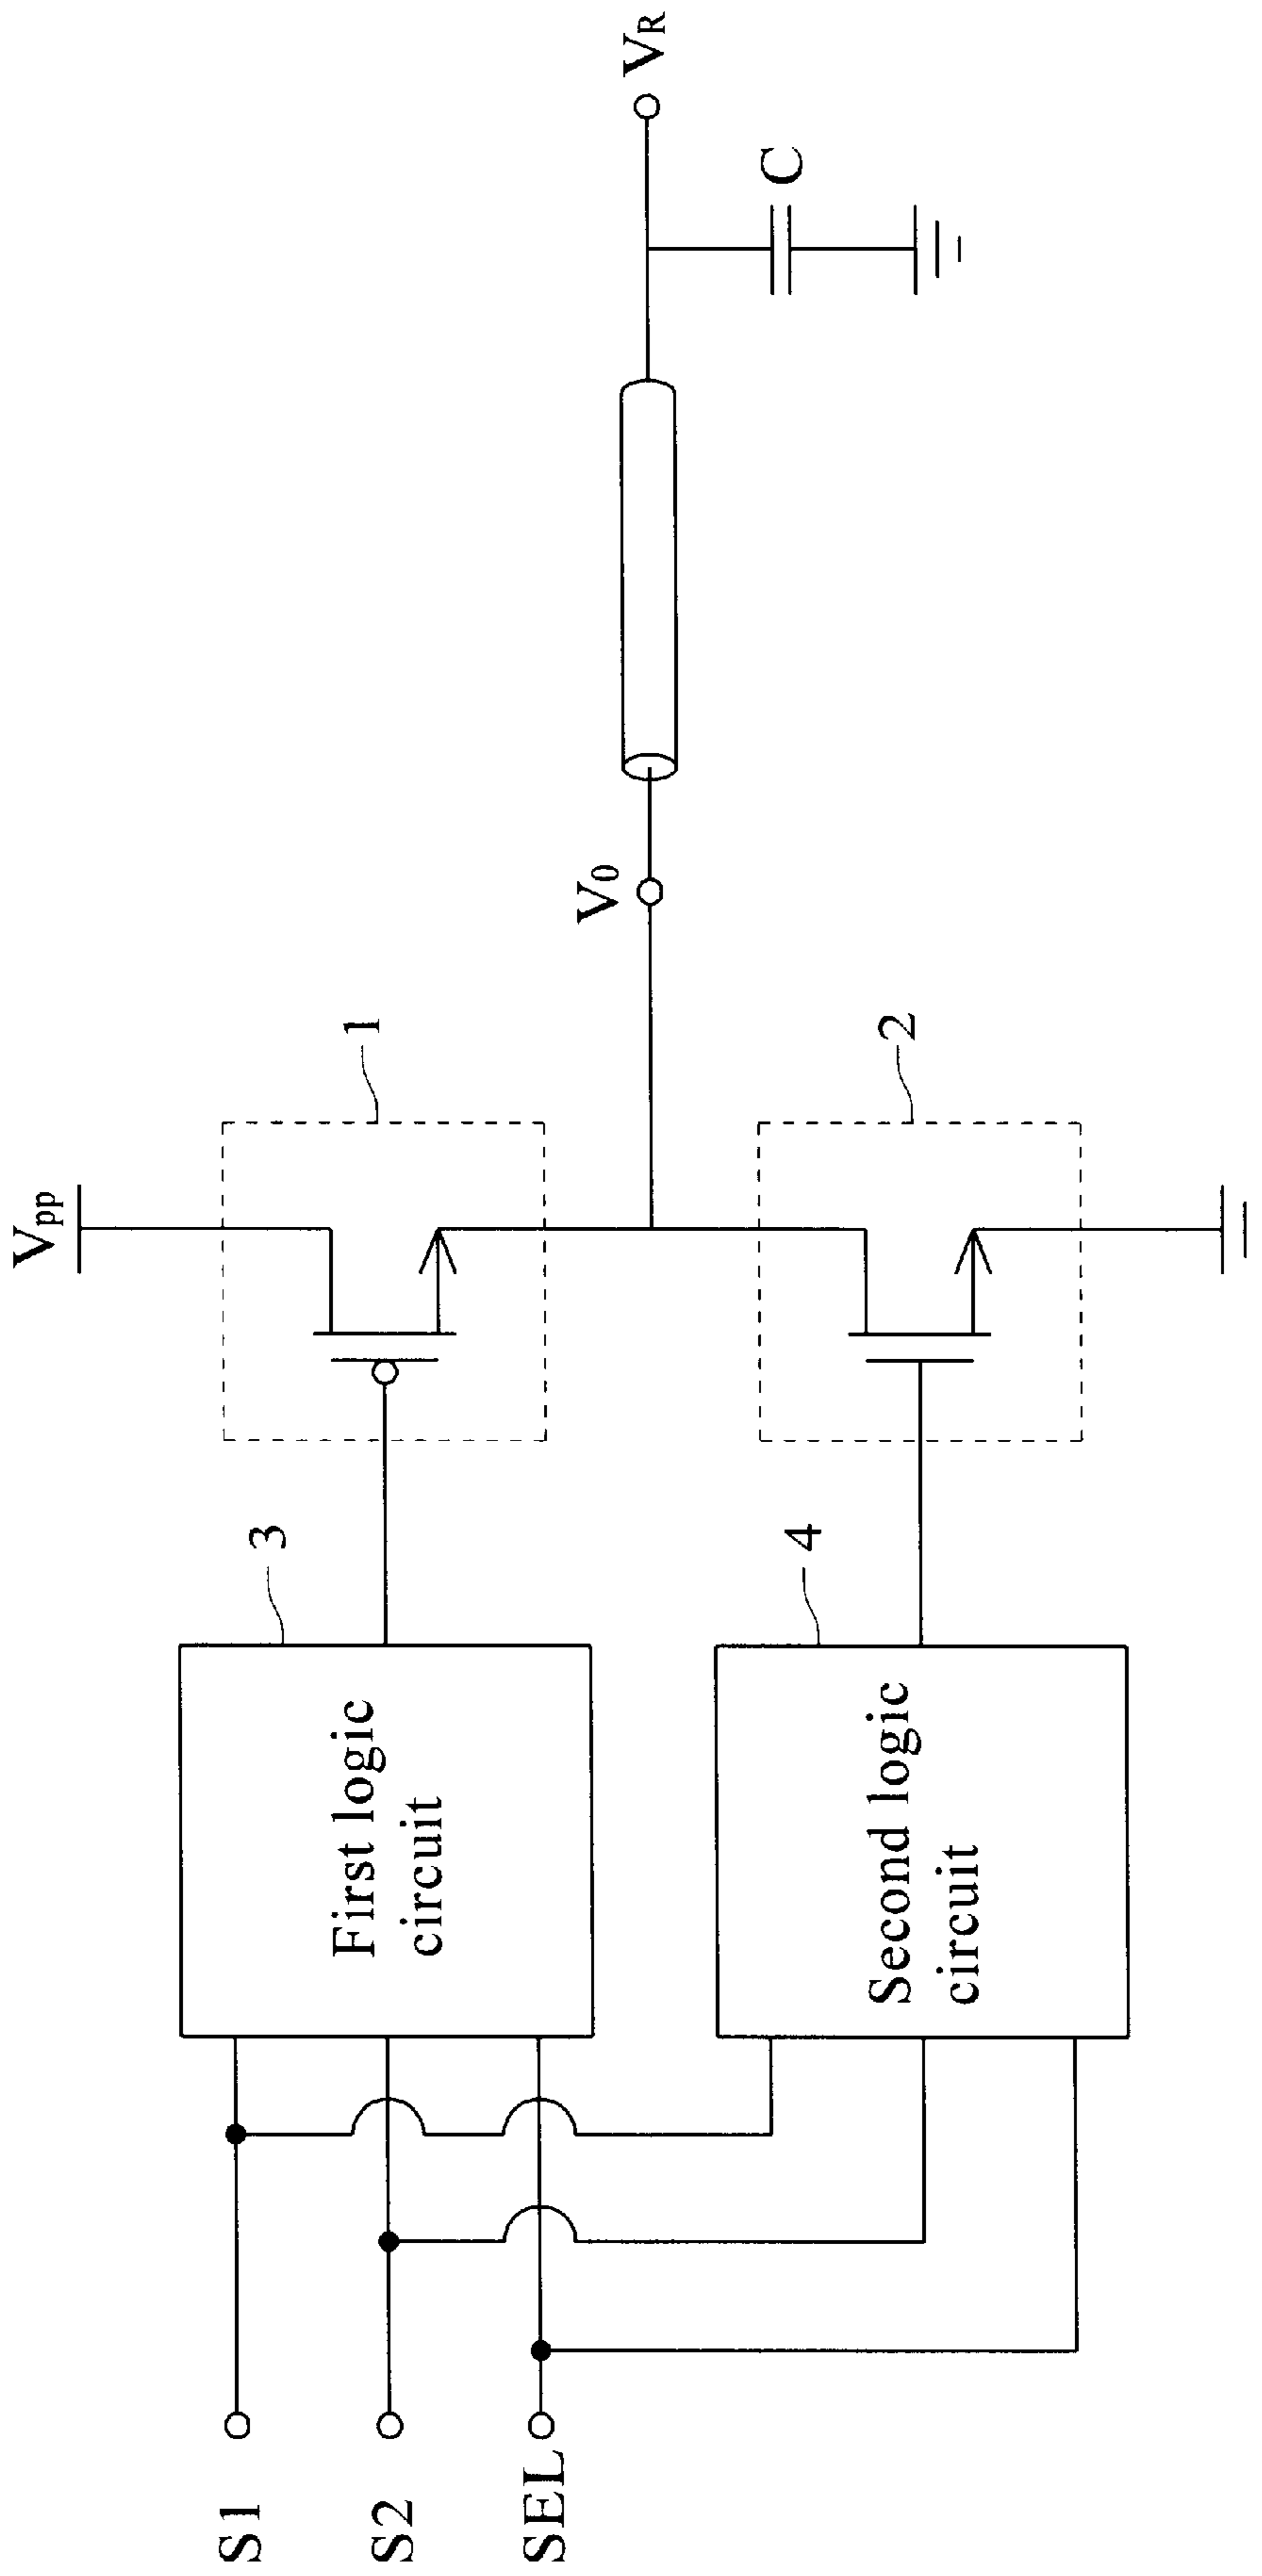 S1
S2
SEL
First logic
circuit
3
Second logic
circuit
4
Vpp
1
2
V0
C
VR